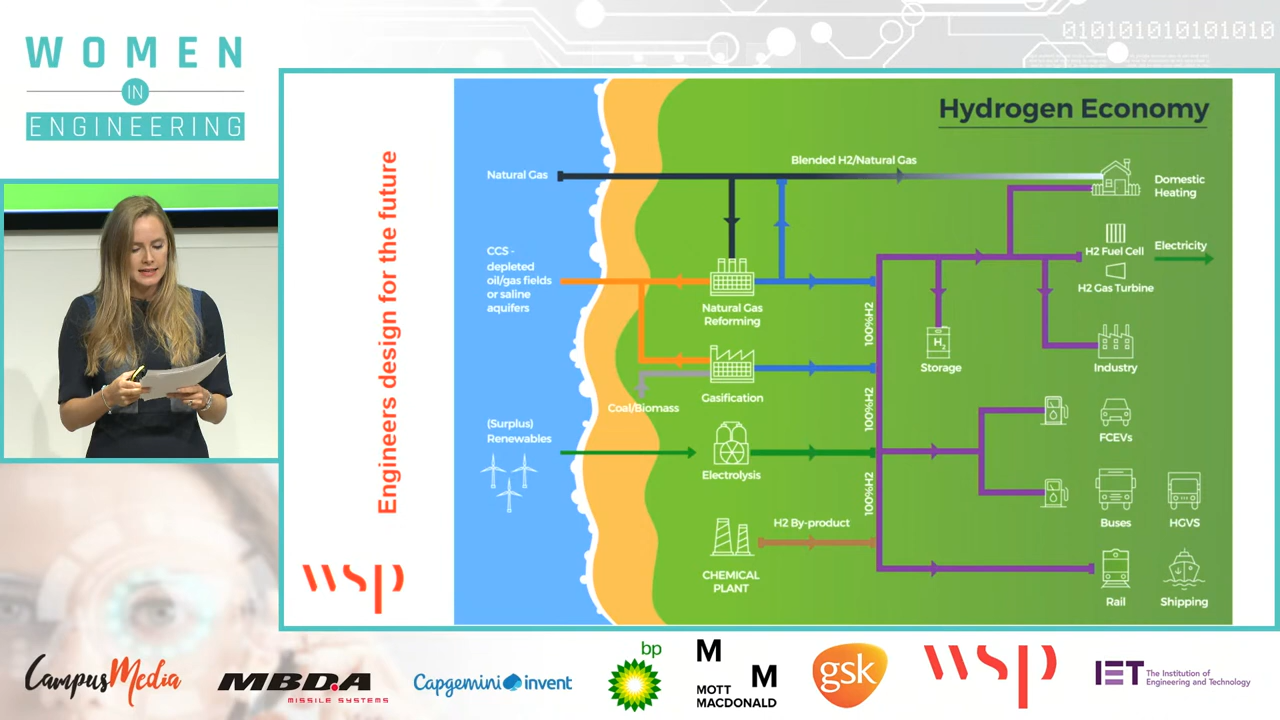 WOMEN
IN
ENGINEERING
010101010101010
Engineers design for the future
wsp
Hydrogen Economy
Natural Gas
Blended H2/Natural Gas
Domestic
Heating
CCS -
depleted
oil/gas fields
or saline
aquifers
Natural Gas
Reforming
100%H2
H2 Fuel Cell
Electricity
H2 Gas Turbine
H2
Storage
Industry
Gasification
Coal/Biomass
100%H2
FCEVs
(Surplus)
Renewables
Electrolysis
100%H2
Buses
HGVS
H2 By-product
CHEMICAL
PLANT
Rail
Shipping
CampusMedia
MBDA
MISSILE SYSTEMS
Capgemini invent
bp
M
M
MOTT
MACDONALD
gsk
wsp
IET
The Institution of
Engineering and Technology